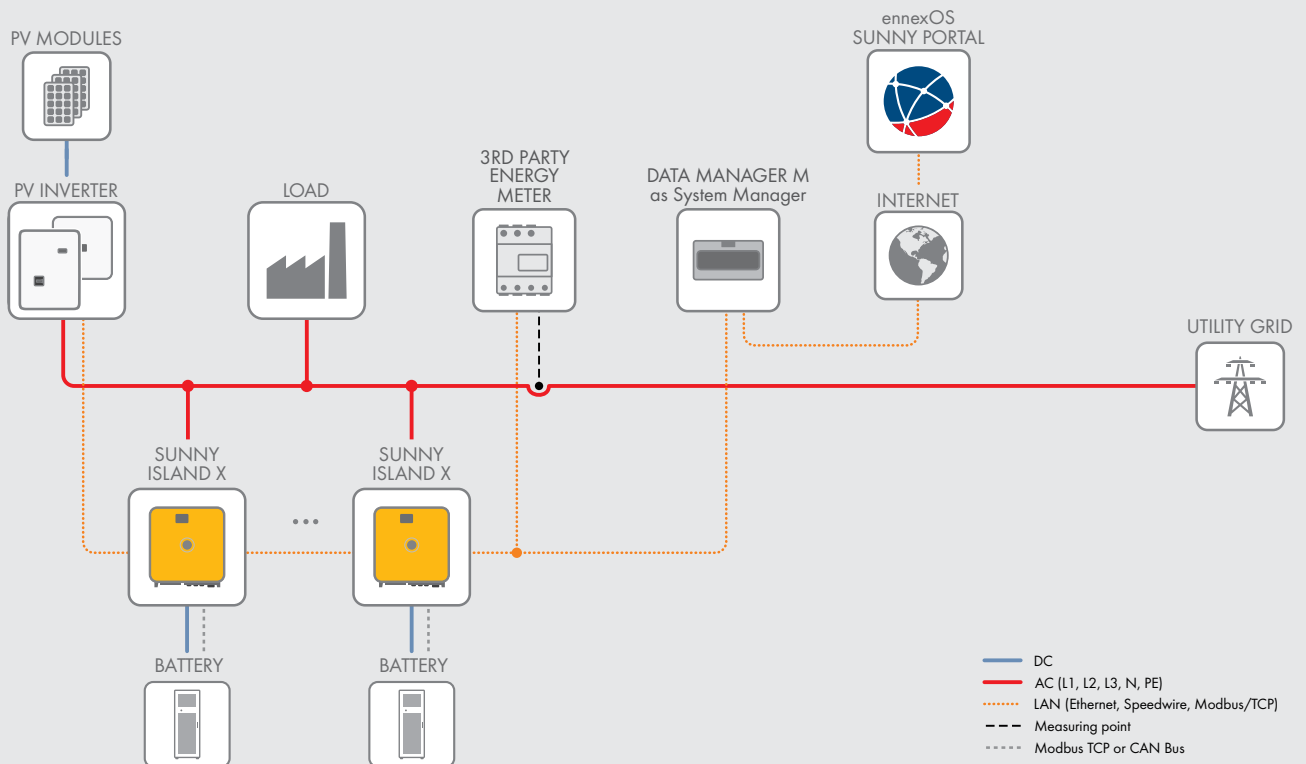 ennexOS
SUNNY PORTAL
PV MODULES
3RD PARTY
ENERGY
METER
DATA MANAGER M
as System Manager
PV INVERTER
LOAD
INTERNET
UTILITY GRID
SUNNY
ISLAND X
SUNNY
ISLAND X
...
BATTERY
BATTERY
DC
AC (L1, L2, L3, N, PE)
LAN (Ethernet, Speedwire, Modbus/TCP)
Measuring point
Modbus TCP or CAN Bus